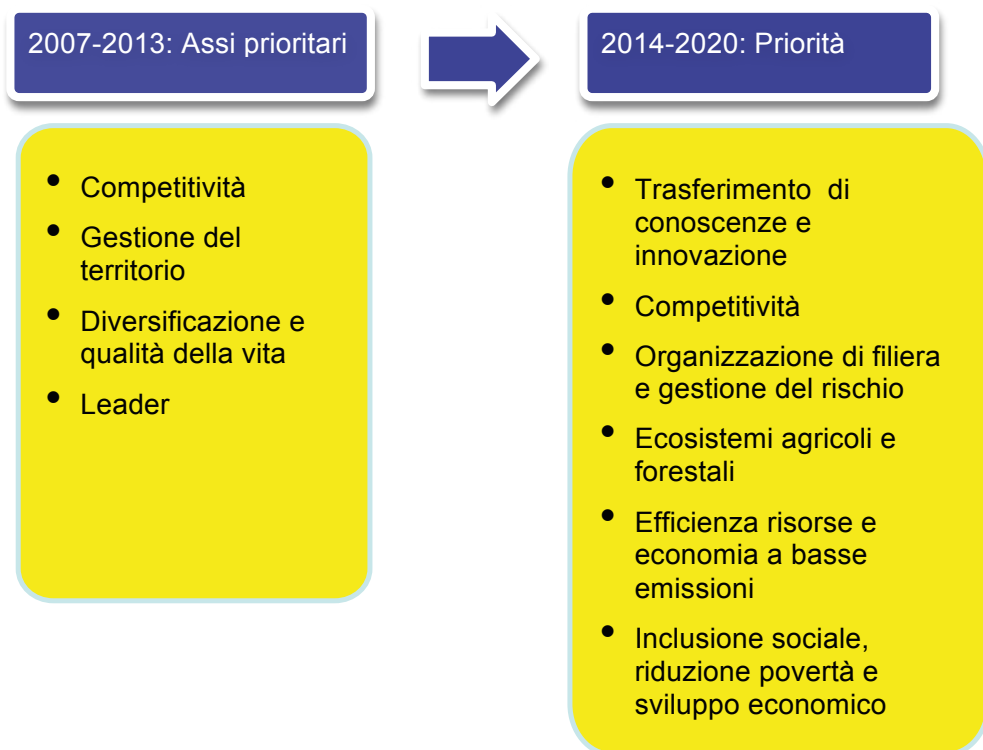 2007-2013: Assi prioritari
2014-2020: Priorità
• Competitività
• Gestione del
territorio
• Diversificazione e
qualità della vita
• Leader
• Trasferimento di
conoscenze e
innovazione
• Competitività
• Organizzazione di filiera
e gestione del rischio
• Ecosistemi agricoli e
forestali
• Efficienza risorse e
economia a basse
emissioni
• Inclusione sociale,
riduzione povertà e
sviluppo economico